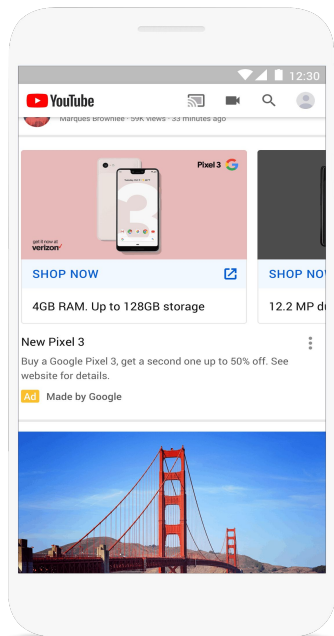 12:30
YouTube
Marques Brownlee · 59K views · 33 minutes ago
Pixel 3
get it now at
verizon✓
SHOP NOW
SHOP NO
4GB RAM. Up to 128GB storage
12.2 MP d
New Pixel 3
Buy a Google Pixel 3, get a second one up to 50% off. See
website for details.
Ad Made by Google